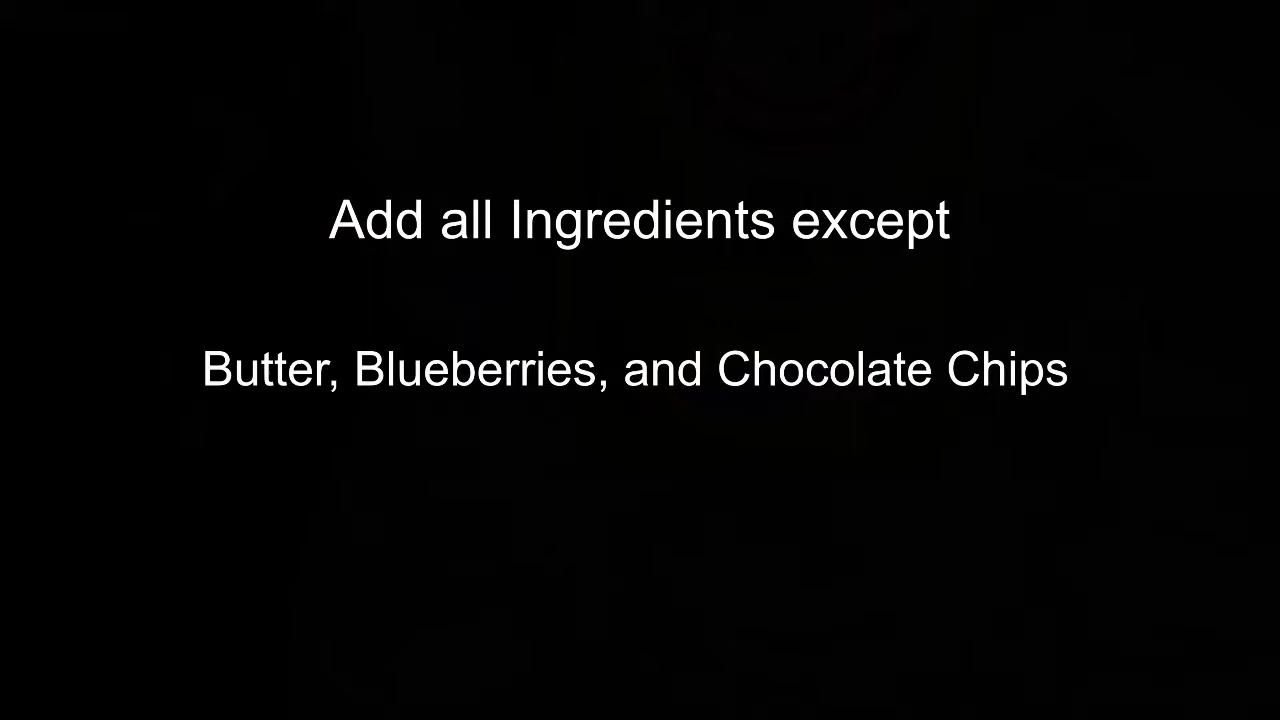 Add all Ingredients except
Butter, Blueberries, and Chocolate Chips